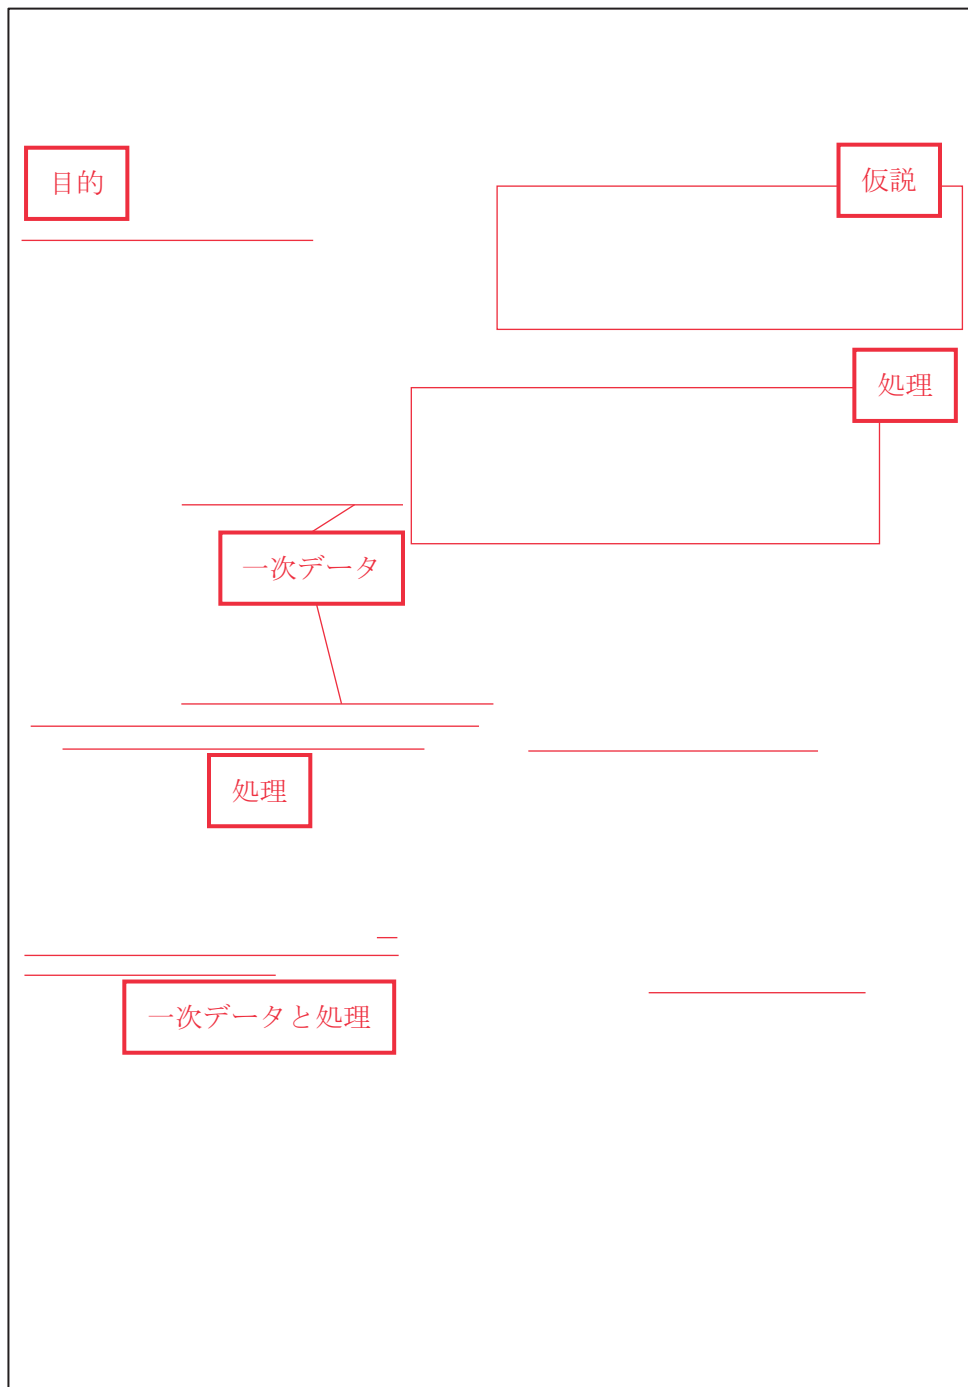 目的
仮説
処理
一次データ
処理
一次データと処理